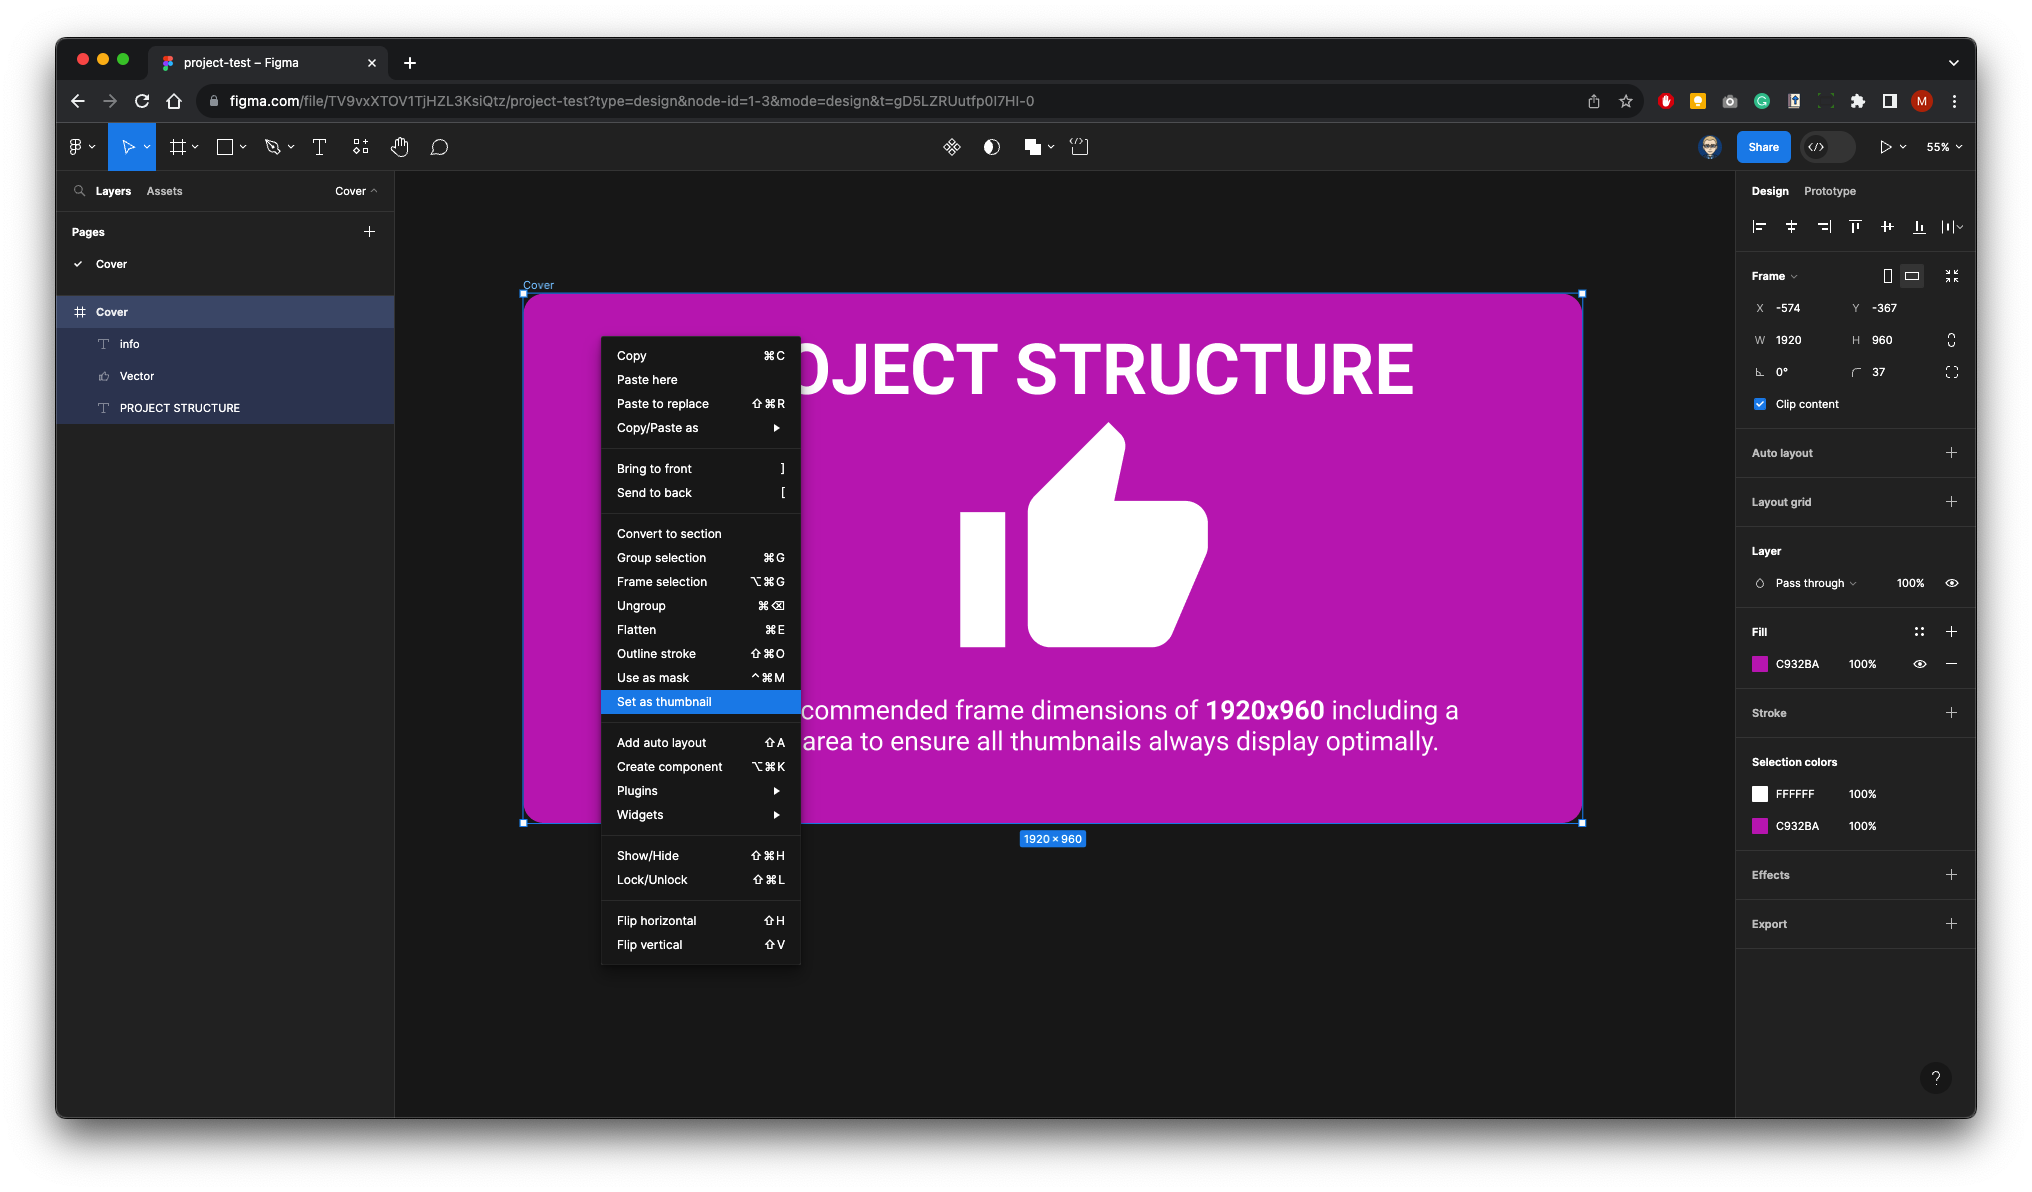 project-test – Figma
figma.com/file/TV9vxXTOV1TjHZL3KsiQtz/project-test?type=design&node-id=1-3&mode=design&t=gD5LZRUutfp0I7HI-0
M
Share
55%
Layers Assets Cover
Pages
Cover
Cover
info
Vector
PROJECT STRUCTURE
Cover
OJECT STRUCTURE
commended frame dimensions of 1920x960 including a
area to ensure all thumbnails always display optimally.
1920 × 960
Copy ⌘C
Paste here
Paste to replace ⇧⌘R
Copy/Paste as
Bring to front ]
Send to back [
Convert to section
Group selection ⌘G
Frame selection ⌥⌘G
Ungroup ⌘⌫
Flatten ⌘E
Outline stroke ⇧⌘O
Use as mask ^⌘M
Set as thumbnail
Add auto layout ⇧A
Create component ⌥⌘K
Plugins
Widgets
Show/Hide ⇧⌘H
Lock/Unlock ⇧⌘L
Flip horizontal ⇧H
Flip vertical ⇧V
Design Prototype
Frame
X -574 Y -367
W 1920 H 960
0° 37
Clip content
Auto layout
Layout grid
Layer
Pass through 100%
Fill
C932BA 100%
Stroke
Selection colors
FFFFFF 100%
C932BA 100%
Effects
Export
?